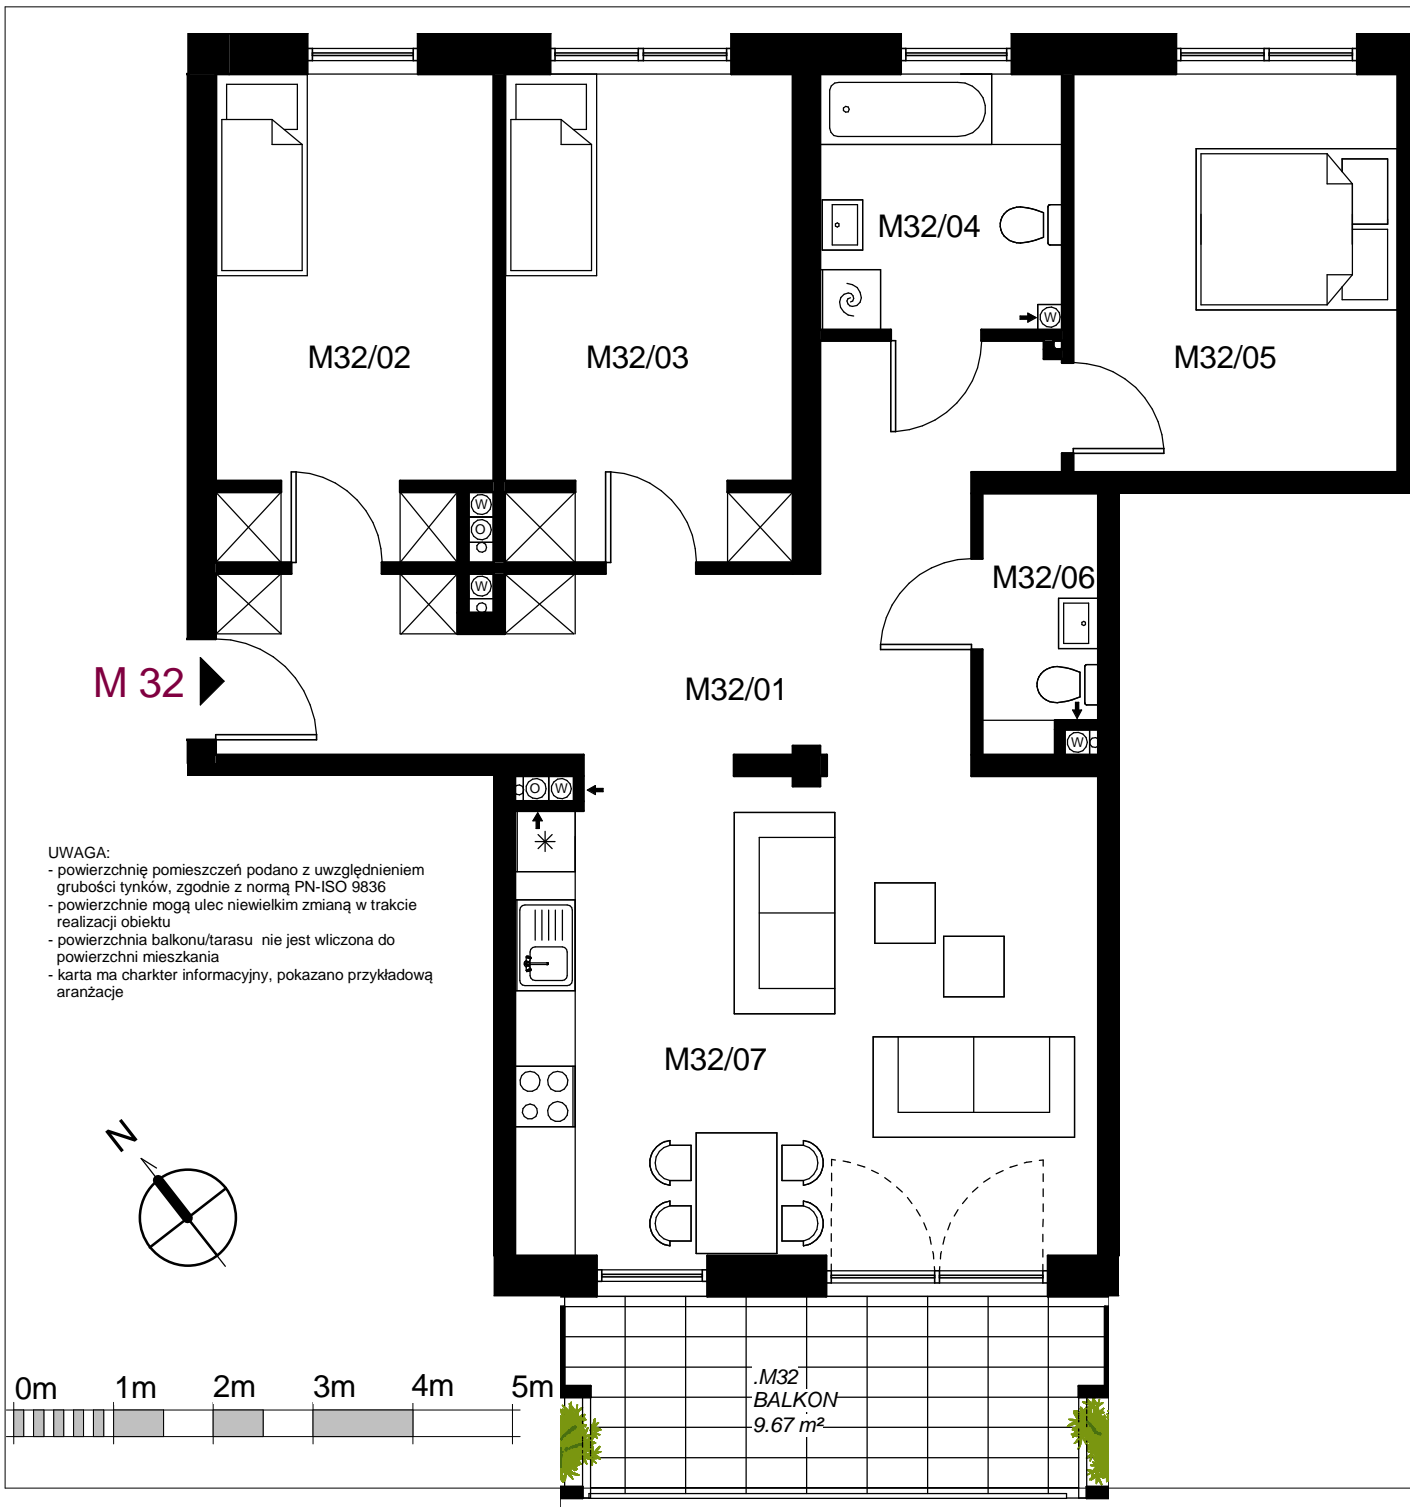 M32/04
M32/02
M32/03
M32/05
W
W
O
W
M32/06
M 32
M32/01
W
O W
UWAGA:
- powierzchnię pomieszczeń podano z uwzględnieniem
grubości tynków, zgodnie z normą PN-ISO 9836
- powierzchnie mogą ulec niewielkim zmianą w trakcie
realizacji obiektu
- powierzchnia balkonu/tarasu nie jest wliczona do
powierzchni mieszkania
- karta ma charkter informacyjny, pokazano przykładową
aranżacje
M32/07
N
0m 1m 2m 3m 4m 5m
.M32
BALKON
9.67 m²